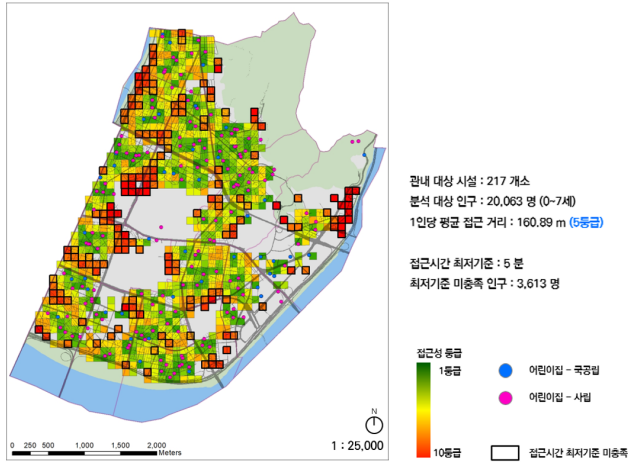 관내 대상 시설 : 217 개소
분석 대상 인구 : 20,063 명 (0~7세)
1인당 평균 접근 거리 : 160.89 m (5등급)
접근시간 최저기준 : 5 분
최저기준 미충족 인구 : 3,613 명
접근성 등급
1등급
10등급
어린이집 - 국공립
어린이집 - 사립
접근시간 최저기준 미충족
N
1 : 25,000
0 250 500 1,000 1,500 2,000
Meters